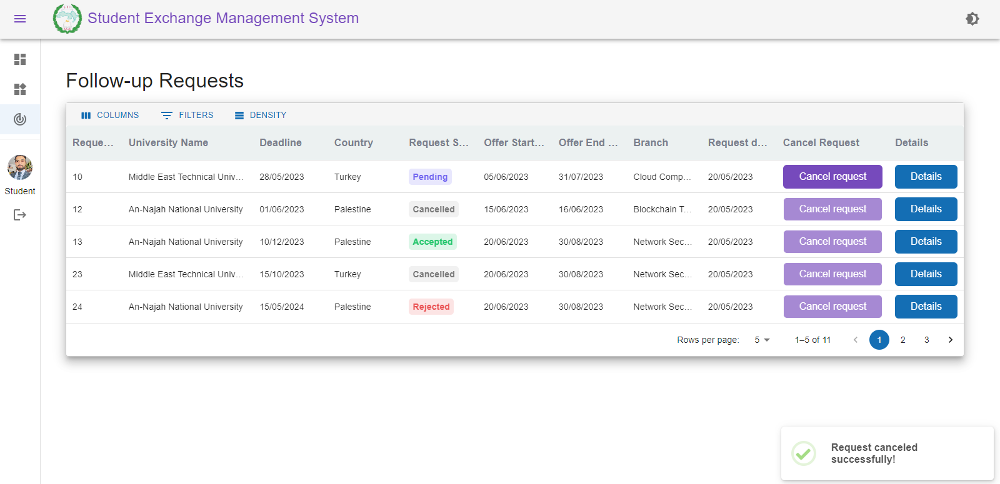 Student Exchange Management System
Follow-up Requests
COLUMNS FILTERS DENSITY
Reque... University Name Deadline Country Request S... Offer Start... Offer End ... Branch Request d... Cancel Request Details
10 Middle East Technical Univ... 28/05/2023 Turkey Pending 05/06/2023 31/07/2023 Cloud Comp... 20/05/2023 Cancel request Details
12 An-Najah National University 01/06/2023 Palestine Cancelled 15/06/2023 16/06/2023 Blockchain T... 20/05/2023 Cancel request Details
13 An-Najah National University 10/12/2023 Palestine Accepted 20/06/2023 30/08/2023 Network Sec... 20/05/2023 Cancel request Details
23 Middle East Technical Univ... 15/10/2023 Turkey Cancelled 20/06/2023 30/08/2023 Network Sec... 20/05/2023 Cancel request Details
24 An-Najah National University 15/05/2024 Palestine Rejected 20/06/2023 30/08/2023 Network Sec... 20/05/2023 Cancel request Details
Student
Rows per page: 5 1–5 of 11 1 2 3
Request canceled
successfully!